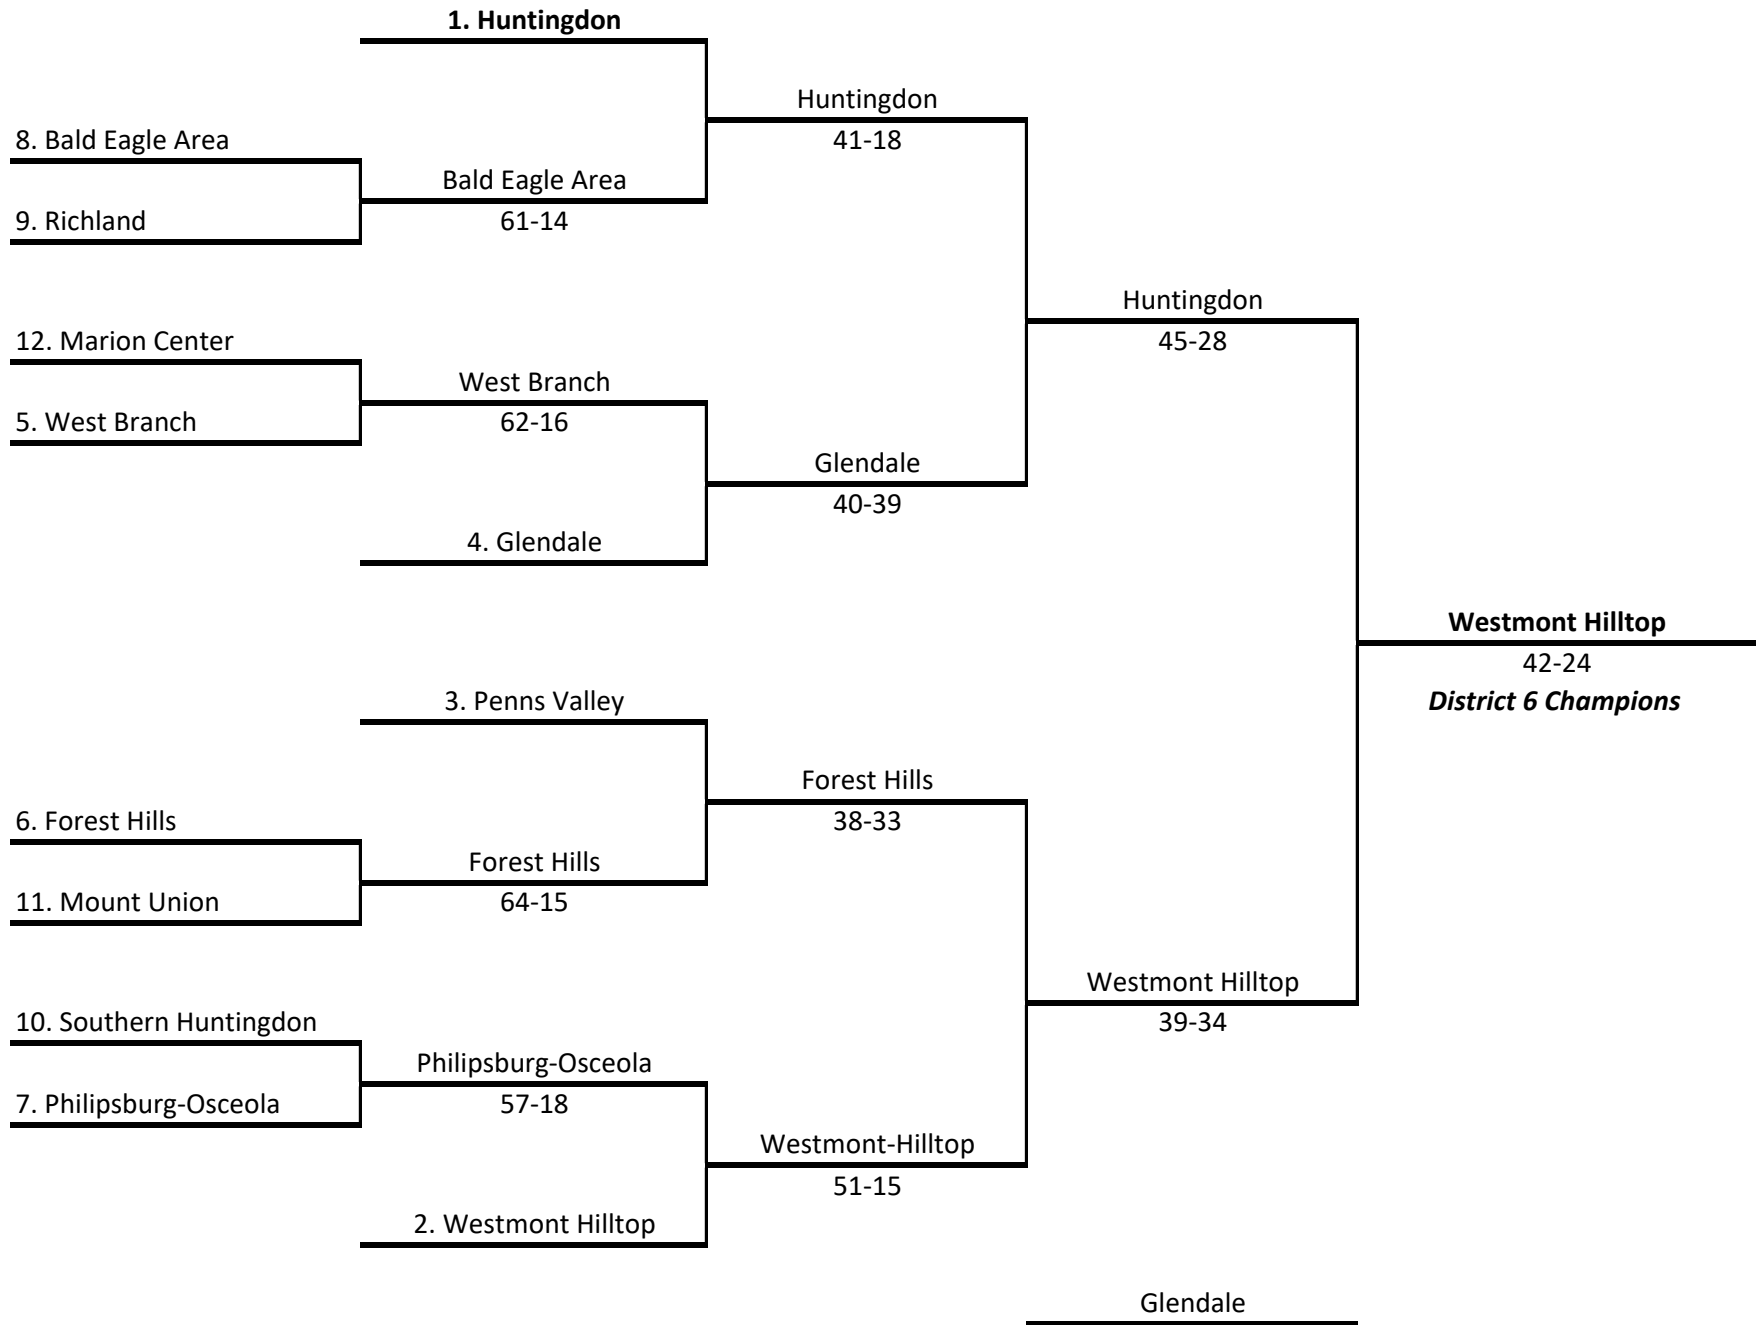 1. Huntingdon
Huntingdon
8. Bald Eagle Area
41-18
Bald Eagle Area
9. Richland
61-14
Huntingdon
12. Marion Center
45-28
West Branch
5. West Branch
62-16
Glendale
40-39
4. Glendale
Westmont Hilltop
42-24
3. Penns Valley
District 6 Champions
Forest Hills
6. Forest Hills
38-33
Forest Hills
11. Mount Union
64-15
Westmont Hilltop
10. Southern Huntingdon
39-34
Philipsburg-Osceola
7. Philipsburg-Osceola
57-18
Westmont-Hilltop
51-15
2. Westmont Hilltop
Glendale